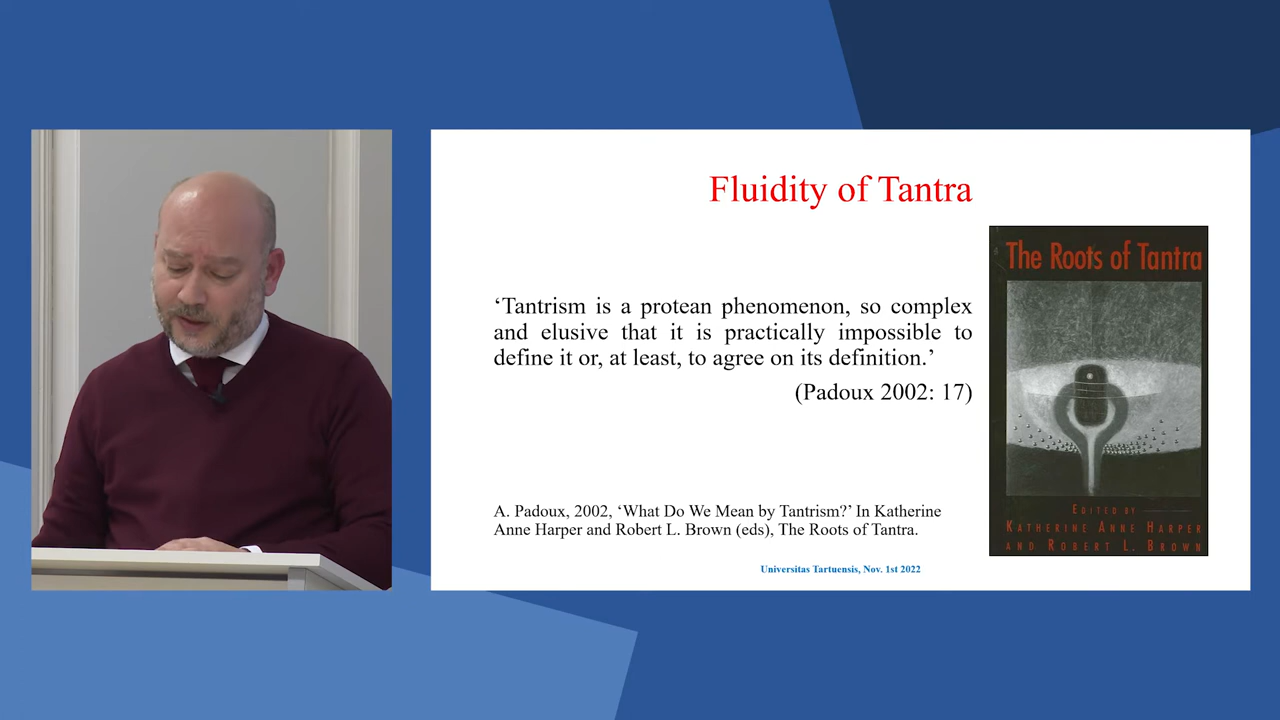 Fluidity of Tantra
‘Tantrism is a protean phenomenon, so complex
and elusive that it is practically impossible to
define it or, at least, to agree on its definition.’
(Padoux 2002: 17)
A. Padoux, 2002, ‘What Do We Mean by Tantrism?’ In Katherine
Anne Harper and Robert L. Brown (eds), The Roots of Tantra.
Universitas Tartuensis, Nov. 1st 2022
The Roots of Tantra
EDITED BY
KATHERINE ANNE HARPER
AND ROBERT L. BROWN